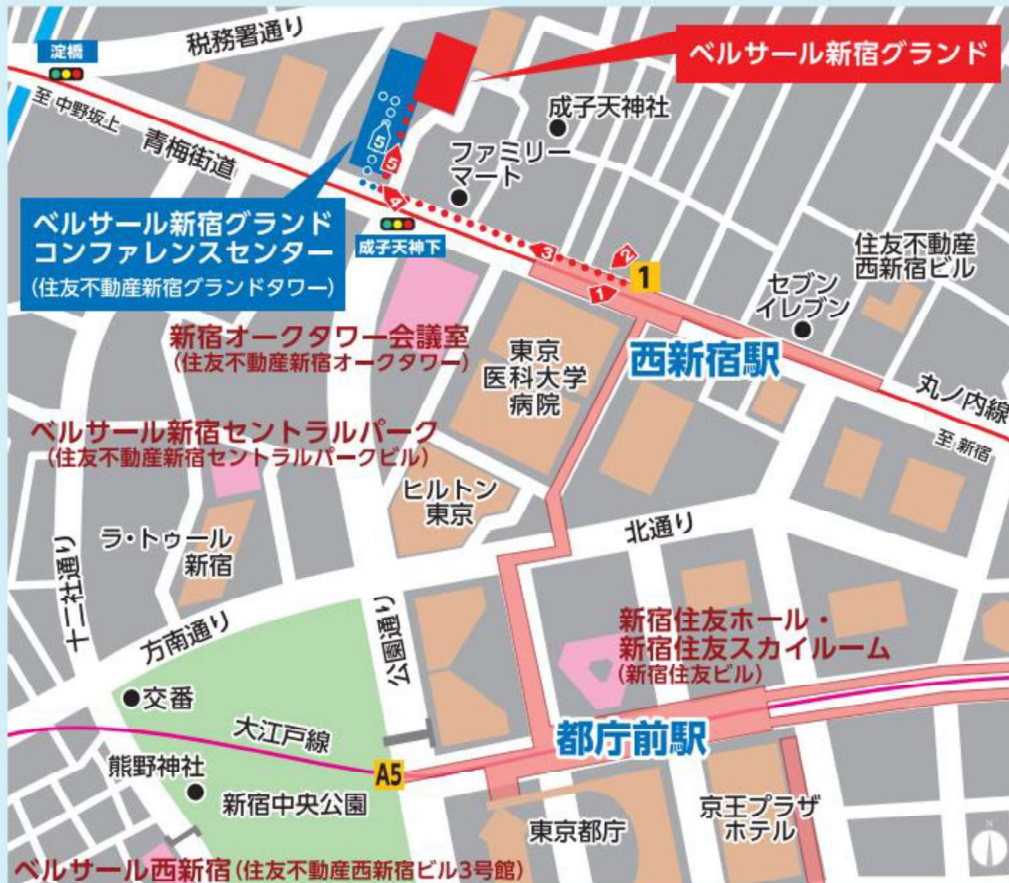 税務署通り
淀橋
至 中野坂上
青梅街道
ベルサール新宿グランド
成子天神社
ファミリー
マート
5
5
4
3
2
1
1
ベルサール新宿グランド
コンファレンスセンター
(住友不動産新宿グランドタワー)
成子天神下
住友不動産
西新宿ビル
セブン
イレブン
新宿オークタワー会議室
(住友不動産新宿オークタワー)
東京
医科大学
病院
西新宿駅
丸ノ内線
至 新宿
ベルサール新宿セントラルパーク
(住友不動産新宿セントラルパークビル)
ヒルトン
東京
北通り
ラ・トゥール
新宿
十二社通り
方南通り
公園通り
新宿住友ホール・
新宿住友スカイルーム
(新宿住友ビル)
交番
大江戸線
都庁前駅
A5
熊野神社
新宿中央公園
東京都庁
京王プラザ
ホテル
N
ベルサール西新宿(住友不動産西新宿ビル3号館)